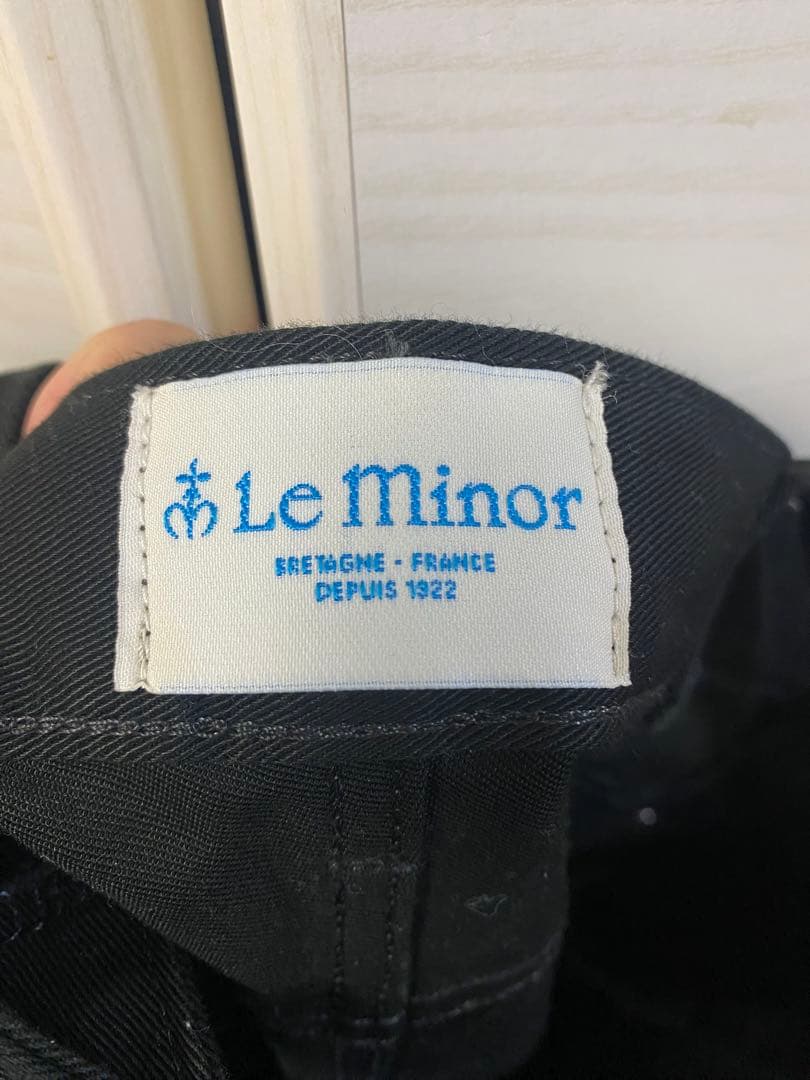 Le Minor
BRETAGNE - FRANCE
DEPUIS 1922